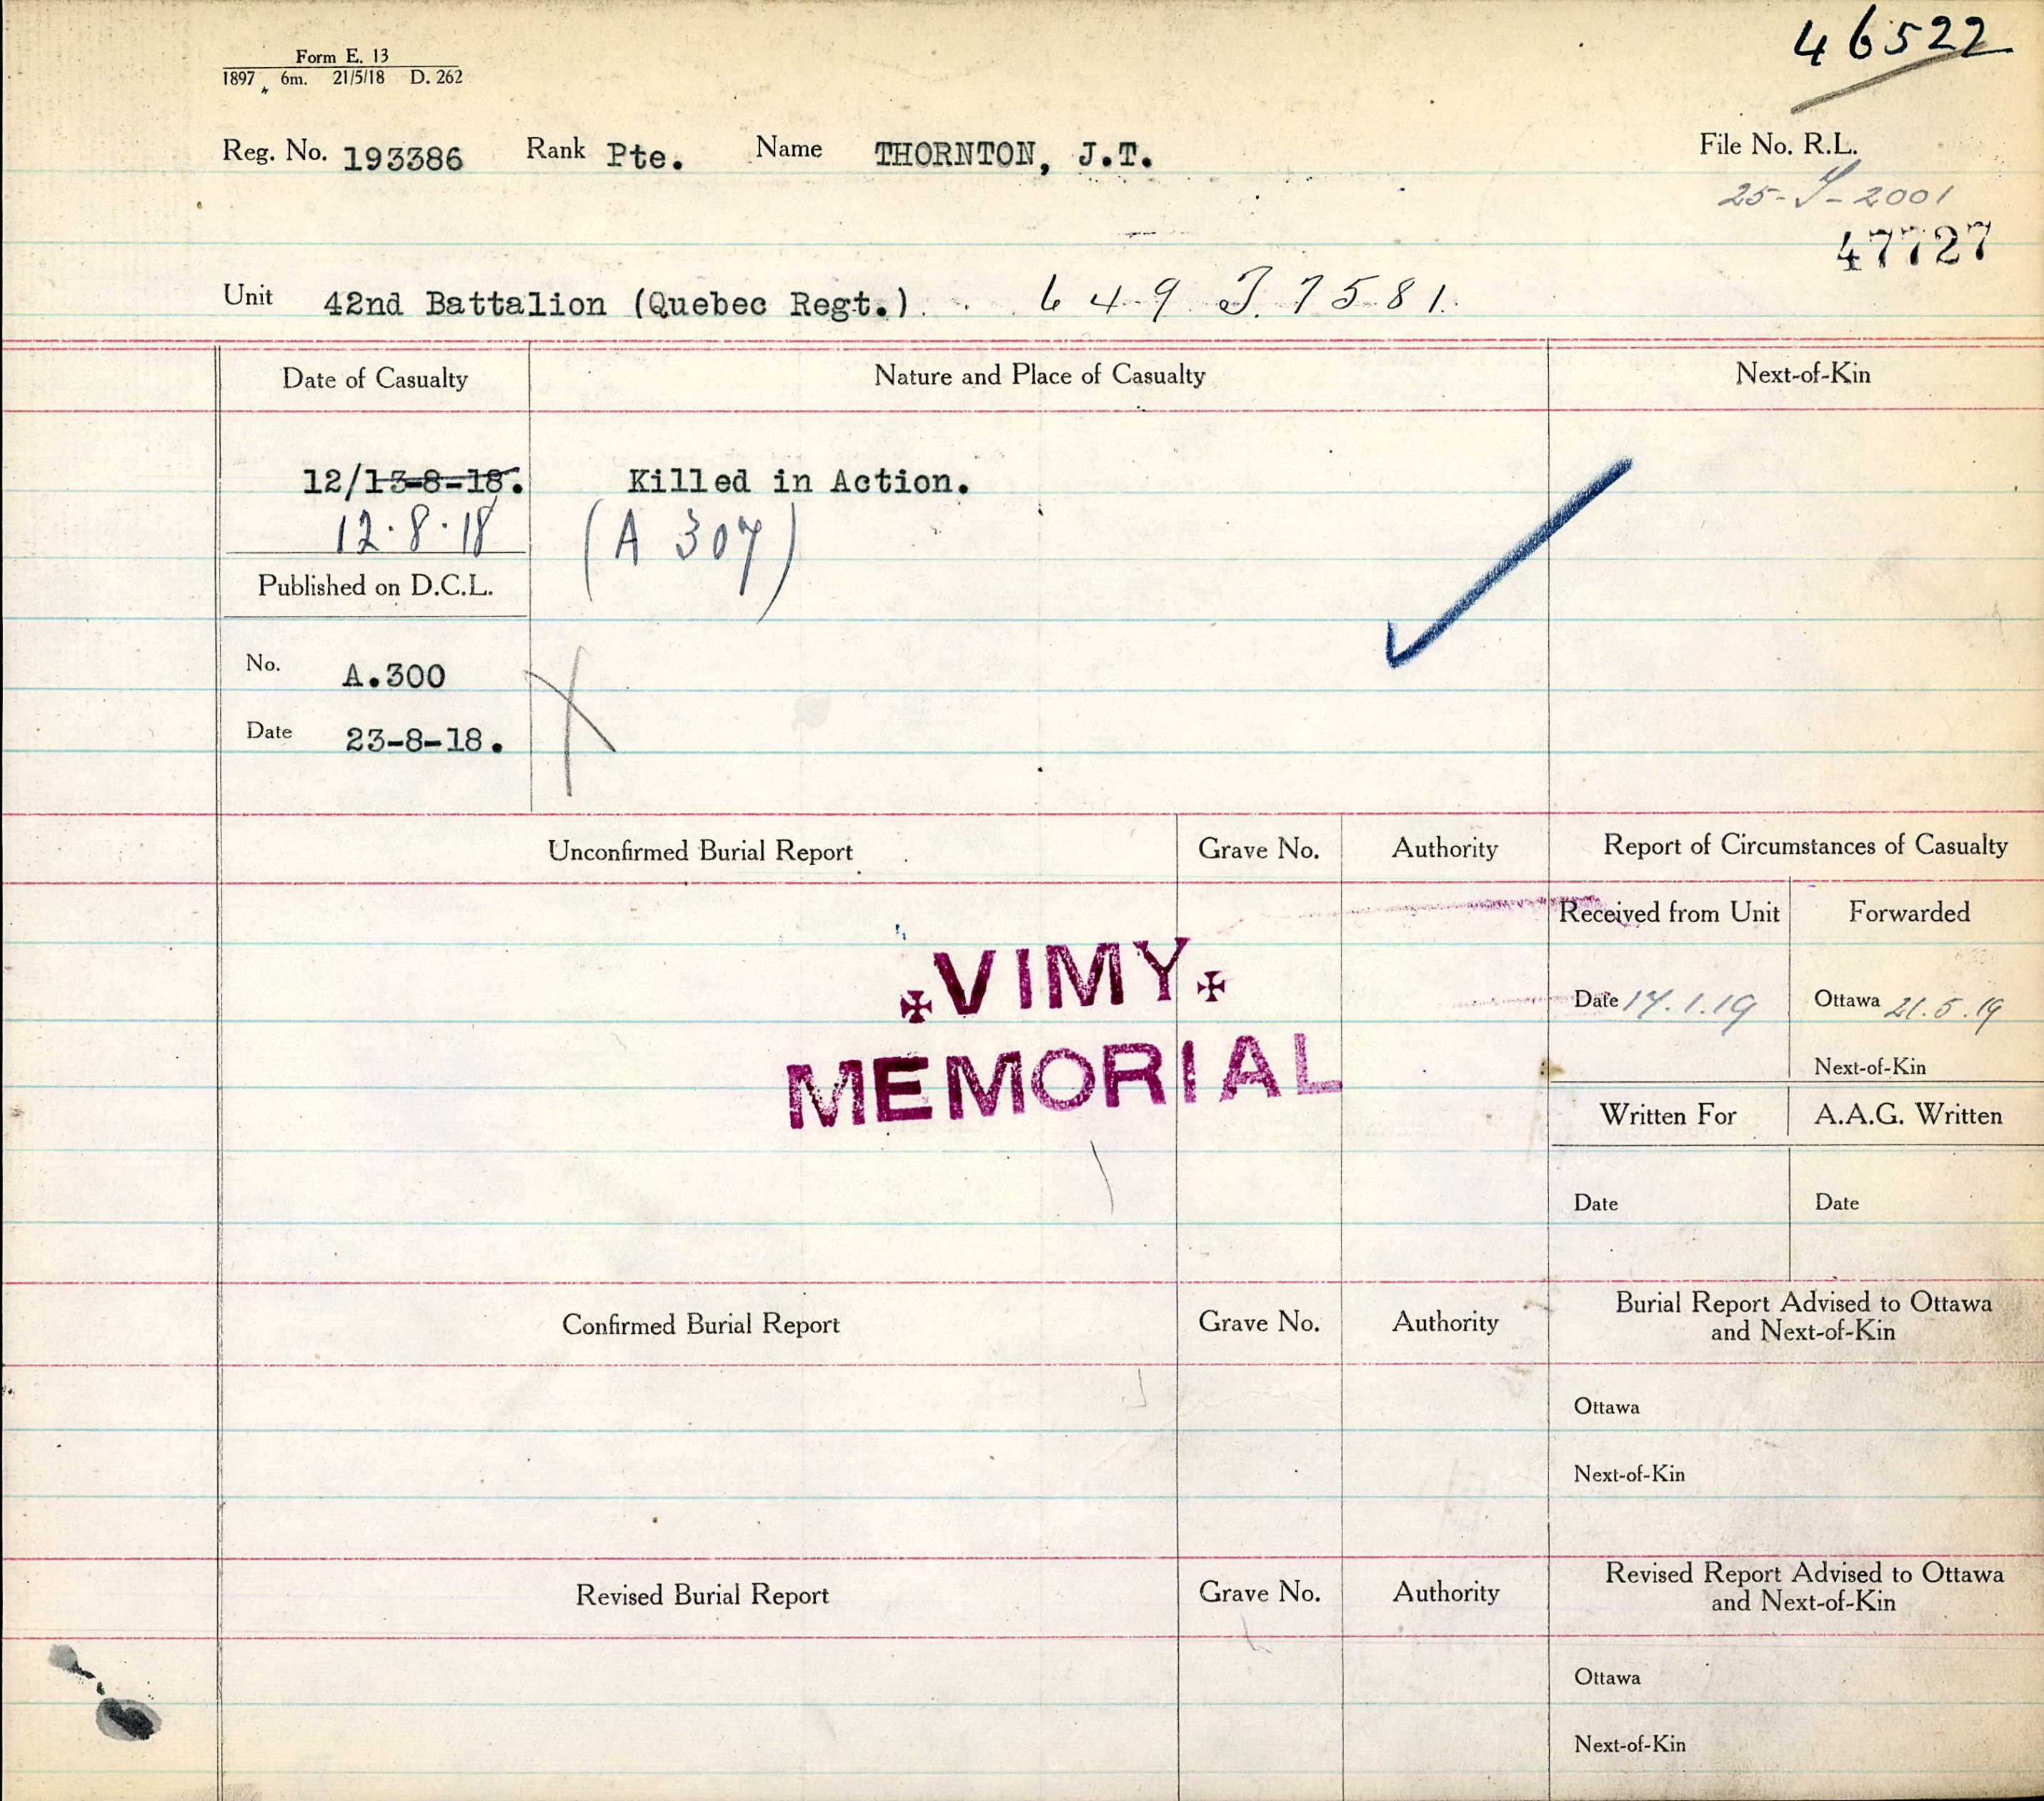 46522
Form E. 13
1897 6m. 21/5/18 D. 262
Reg. No. 193386 Rank Pte. Name THORNTON, J.T. File No. R.L.
25-T-2001
47727
Unit 42nd Battalion (Quebec Regt.) 649 T. 7581.
Date of Casualty Nature and Place of Casualty Next-of-Kin
12/13-8-18. Killed in Action.
12.8.18 (A 307)
Published on D.C.L.
No. A.300
Date 23-8-18.
Unconfirmed Burial Report Grave No. Authority Report of Circumstances of Casualty
Received from Unit Forwarded
VIMY
MEMORIAL
Date 17.1.19 Ottawa 21.5.19
Next-of-Kin
Written For A.A.G. Written
Date Date
Confirmed Burial Report Grave No. Authority Burial Report Advised to Ottawa
and Next-of-Kin
Ottawa
Next-of-Kin
Revised Burial Report Grave No. Authority Revised Report Advised to Ottawa
and Next-of-Kin
Ottawa
Next-of-Kin